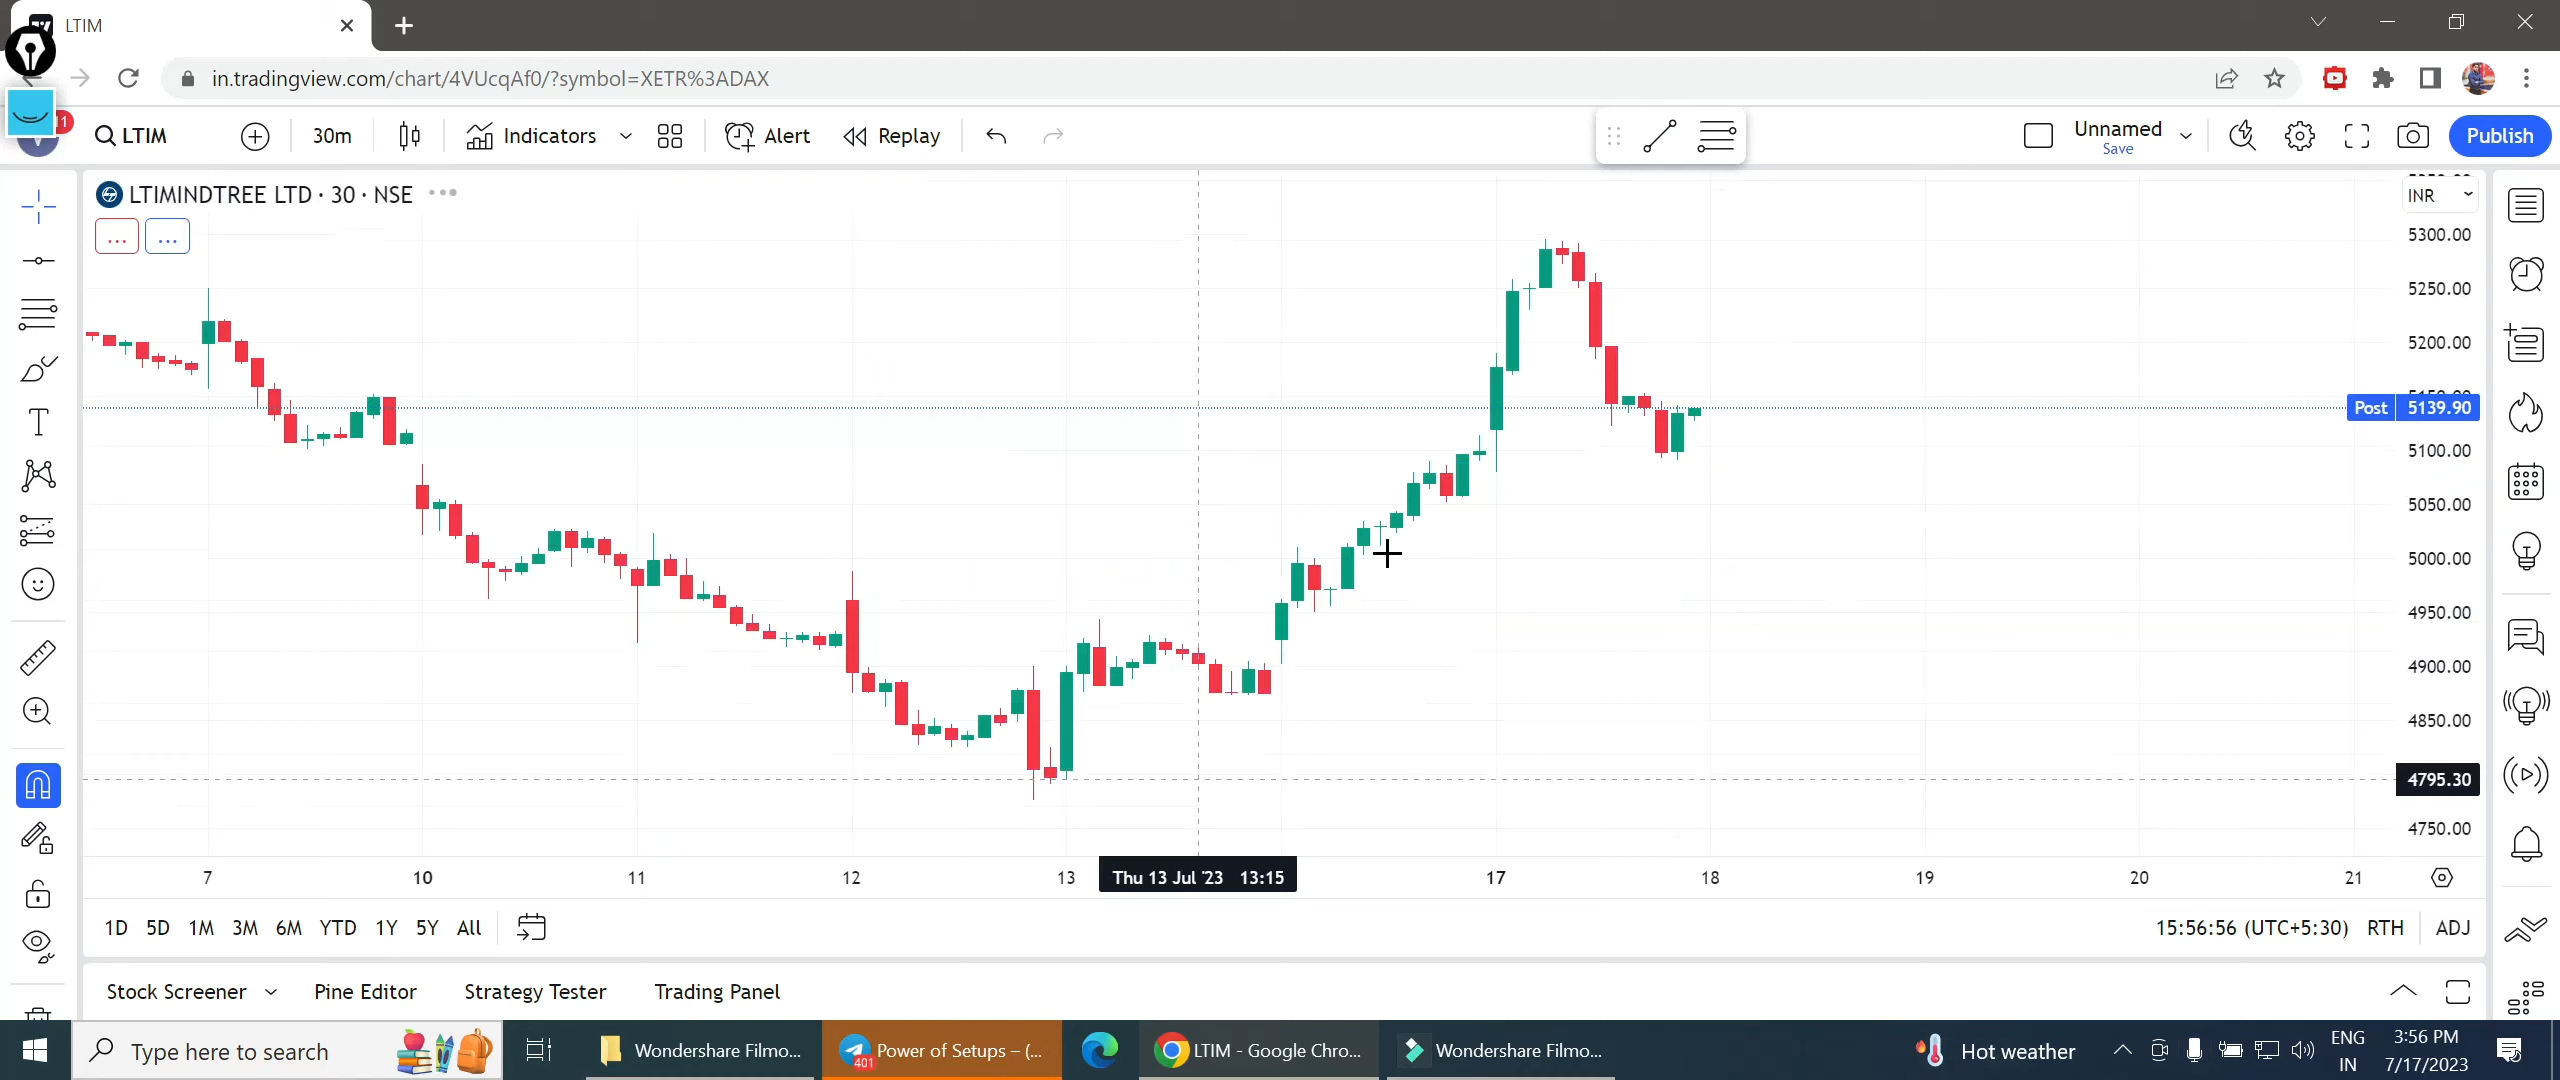 LTIM
in.tradingview.com/chart/4VUcqAf0/?symbol=XETR%3ADAX
11
LTIM
30m
Indicators
Alert
Replay
Unnamed
Save
Publish
LTIMINDTREE LTD · 30 · NSE
INR
5300.00
5250.00
5200.00
Post 5139.90
5100.00
5050.00
5000.00
4950.00
4900.00
4850.00
4795.30
4750.00
7 10 11 12 13 Thu 13 Jul '23 13:15 17 18 19 20 21
1D 5D 1M 3M 6M YTD 1Y 5Y All
15:56:56 (UTC+5:30) RTH ADJ
Stock Screener Pine Editor Strategy Tester Trading Panel
Type here to search
Wondershare Filmo...
401
Power of Setups – (...
LTIM - Google Chro...
Wondershare Filmo...
Hot weather
ENG
IN
3:56 PM
7/17/2023